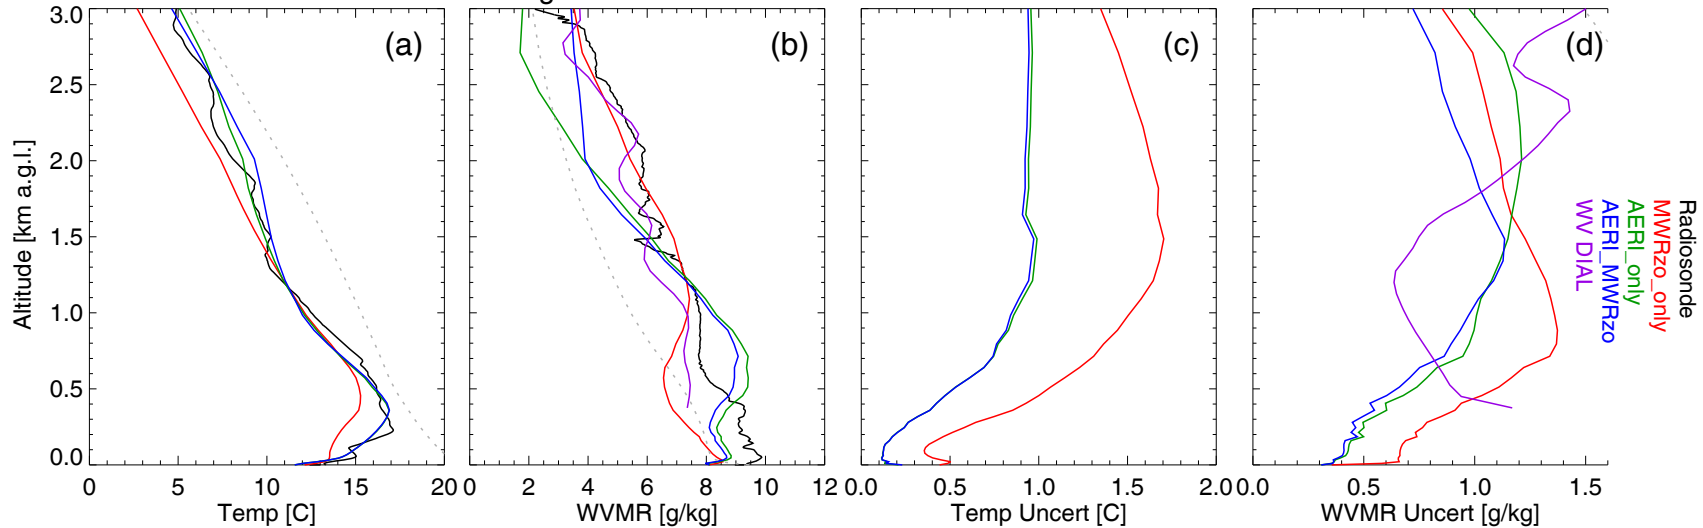 g
3.0
2.5
2.0
1.5
1.0
0.5
0.0
Altitude [km a.g.l.]
(a)
0 5 10 15 20
Temp [C]
(b)
0 2 4 6 8 10 12
WVMR [g/kg]
(c)
0.0 0.5 1.0 1.5 2.0
Temp Uncert [C]
(d)
0.0 0.5 1.0 1.5
WVMR Uncert [g/kg]
Radiosonde
MWRzo_only
AERI_only
AERI_MWRzo
WV DIAL